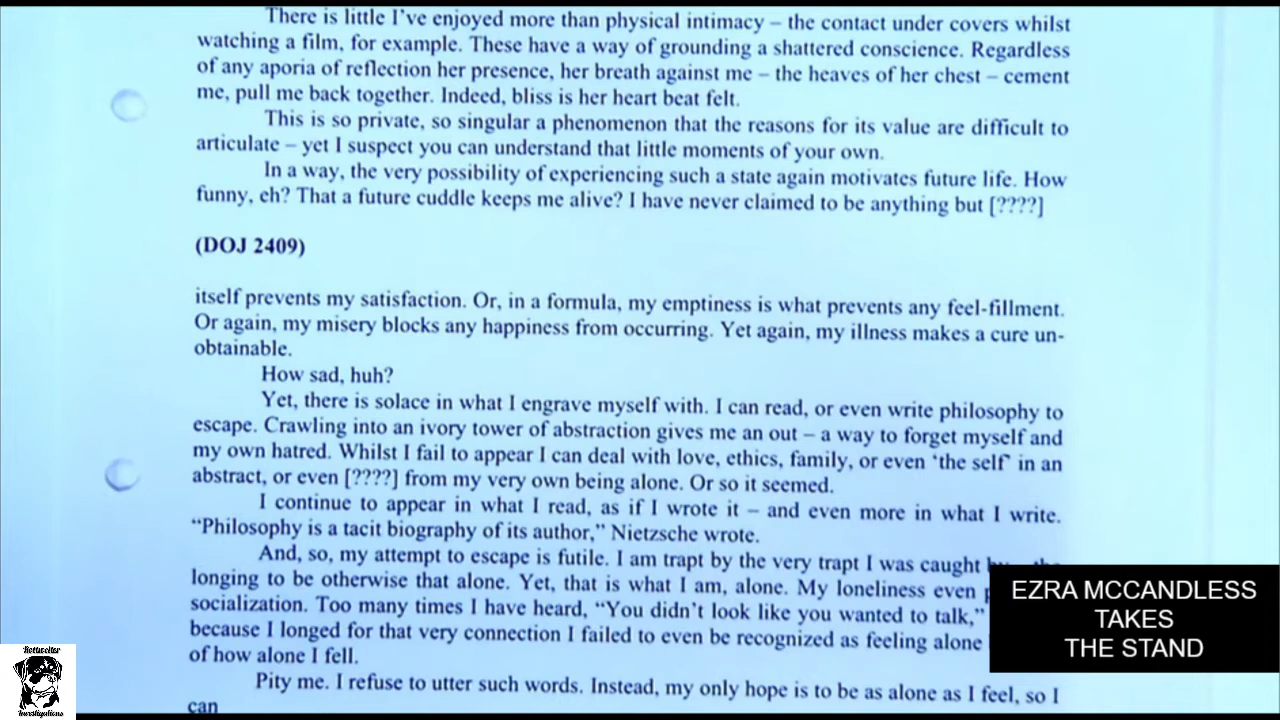 There is little I've enjoyed more than physical intimacy – the contact under covers whilst
watching a film, for example. These have a way of grounding a shattered conscience. Regardless
of any aporia of reflection her presence, her breath against me – the heaves of her chest – cement
me, pull me back together. Indeed, bliss is her heart beat felt.
This is so private, so singular a phenomenon that the reasons for its value are difficult to
articulate – yet I suspect you can understand that little moments of your own.
In a way, the very possibility of experiencing such a state again motivates future life. How
funny, eh? That a future cuddle keeps me alive? I have never claimed to be anything but [????]
(DOJ 2409)
itself prevents my satisfaction. Or, in a formula, my emptiness is what prevents any feel-fillment.
Or again, my misery blocks any happiness from occurring. Yet again, my illness makes a cure un-
obtainable.
How sad, huh?
Yet, there is solace in what I engrave myself with. I can read, or even write philosophy to
escape. Crawling into an ivory tower of abstraction gives me an out – a way to forget myself and
my own hatred. Whilst I fail to appear I can deal with love, ethics, family, or even 'the self' in an
abstract, or even [????] from my very own being alone. Or so it seemed.
I continue to appear in what I read, as if I wrote it – and even more in what I write.
“Philosophy is a tacit biography of its author,” Nietzsche wrote.
And, so, my attempt to escape is futile. I am trapt by the very trapt I was caught
longing to be otherwise that alone. Yet, that is what I am, alone. My loneliness even
socialization. Too many times I have heard, “You didn't look like you wanted to talk,”
because I longed for that very connection I failed to even be recognized as feeling alone
of how alone I fell.
Pity me. I refuse to utter such words. Instead, my only hope is to be as alone as I feel, so I
can
EZRA MCCANDLESS
TAKES
THE STAND
Rottweiler
Investigations